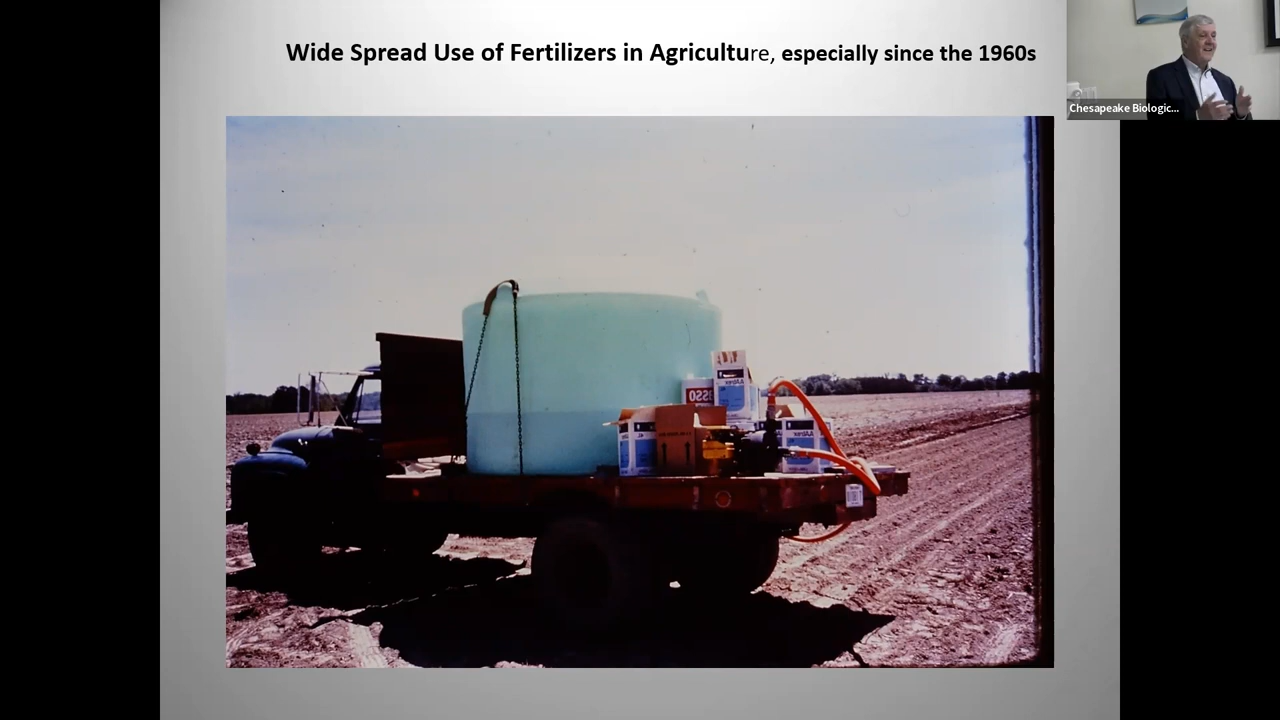 Wide Spread Use of Fertilizers in Agriculture, especially since the 1960s
Chesapeake Biologic...